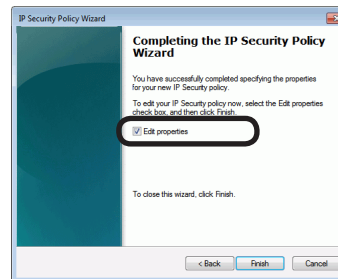 IP Security Policy Wizard
Completing the IP Security Policy
Wizard
You have successfully completed specifying the properties
for your new IP Security policy.
To edit your IP Security policy now, select the Edit properties
check box, and then click Finish.
Edit properties
To close this wizard, click Finish.
< Back
Finish
Cancel